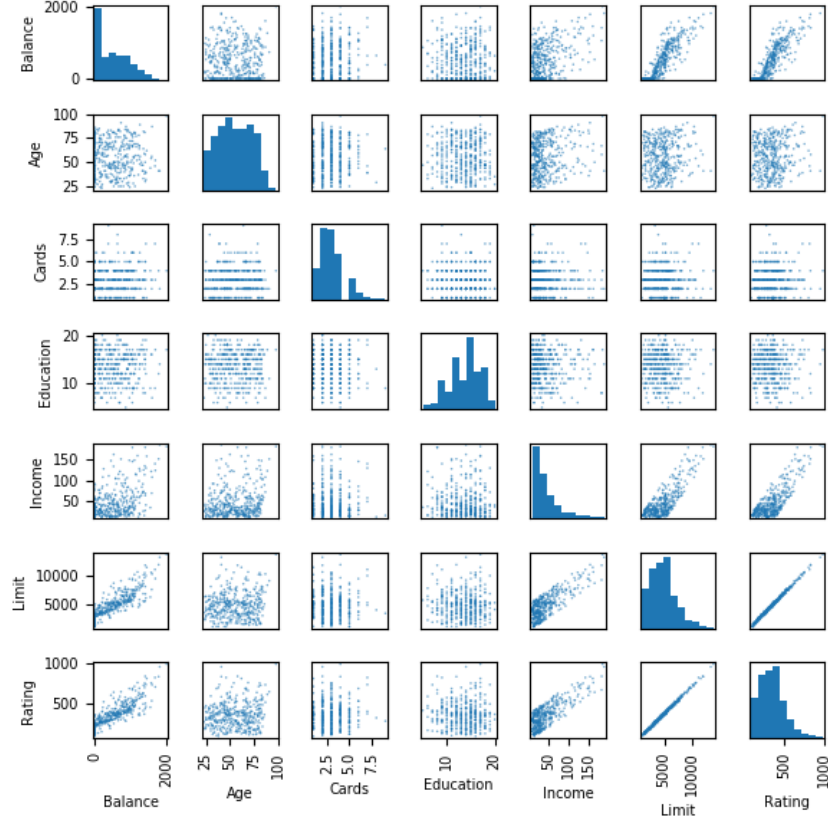 2000
0
Balance
100
75
50
25
Age
7.5
5.0
2.5
Cards
20
10
Education
150
100
50
Income
10000
5000
Limit
1000
500
Rating
0 2000 25 50 75 100 2.5 5.0 7.5 10 20 50 100 150 5000 10000 500 1000
Balance Age Cards Education Income Limit Rating